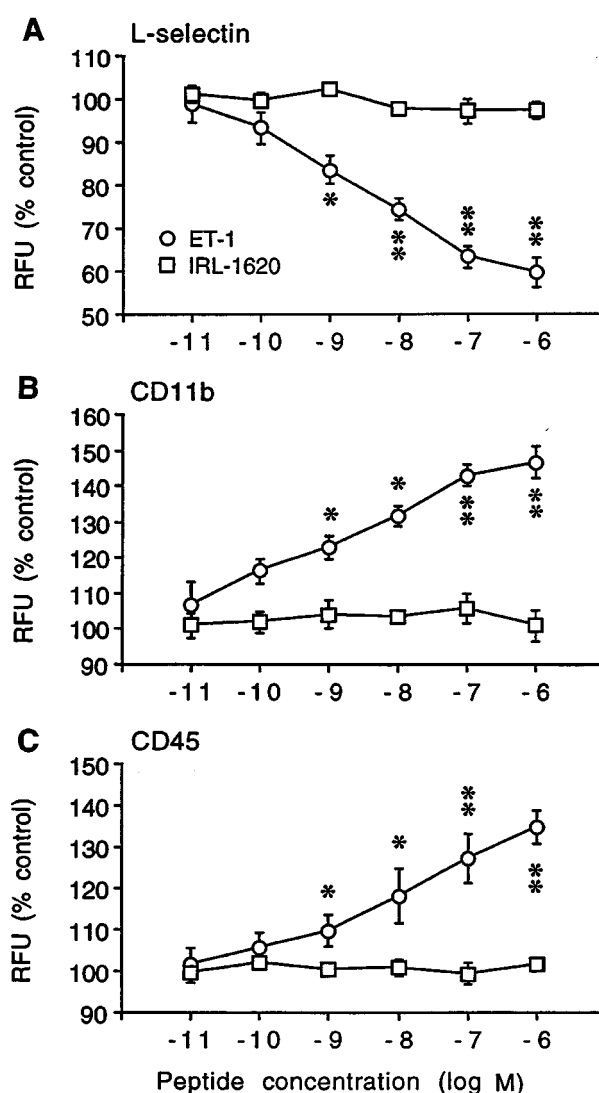 A L-selectin
110
100
90
80
70
60
50
RFU (% control)
* ** ** **
ET-1
IRL-1620
-11 -10 -9 -8 -7 -6
B CD11b
160
150
140
130
120
110
100
90
RFU (% control)
* * ** **
-11 -10 -9 -8 -7 -6
C CD45
150
140
130
120
110
100
90
RFU (% control)
* * ** **
-11 -10 -9 -8 -7 -6
Peptide concentration (log M)